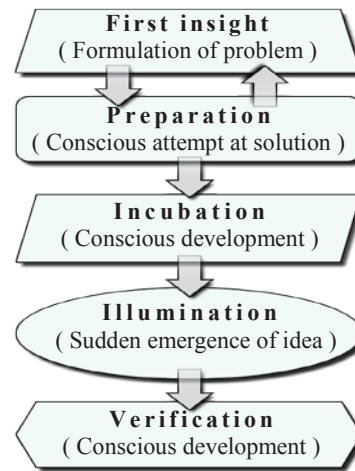 First insight
( Formulation of problem )
Preparation
( Conscious attempt at solution )
Incubation
( Conscious development )
Illumination
( Sudden emergence of idea )
Verification
( Conscious development )